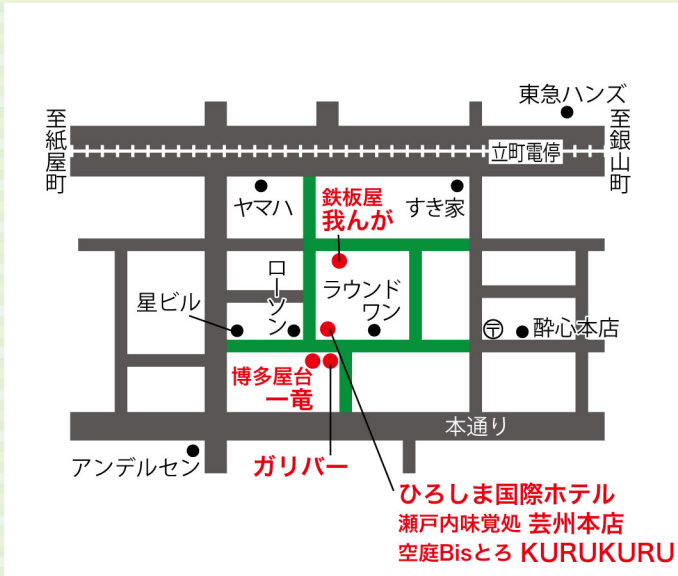 東急ハンズ
至紙屋町
至銀山町
立町電停
ヤマハ
鉄板屋
我んが
すき家
ローソン
ラウンド
ワン
星ビル
〒
酔心本店
博多屋台
一竜
本通り
アンデルセン
ガリバー
ひろしま国際ホテル
瀬戸内味覚処 芸州本店
空庭Bisとろ KURUKURU